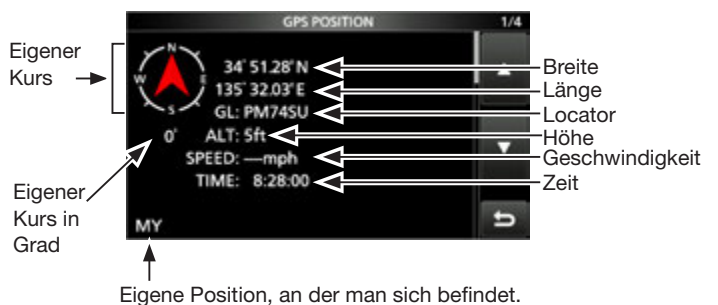 GPS POSITION 1/4
N
W E
S
34° 51.28' N
135° 32.03' E
GL: PM74SU
0° ALT: 5ft
SPEED: ---mph
TIME: 8:28:00
MY
Eigener
Kurs
Breite
Länge
Locator
Höhe
Geschwindigkeit
Zeit
Eigener
Kurs in
Grad
Eigene Position, an der man sich befindet.